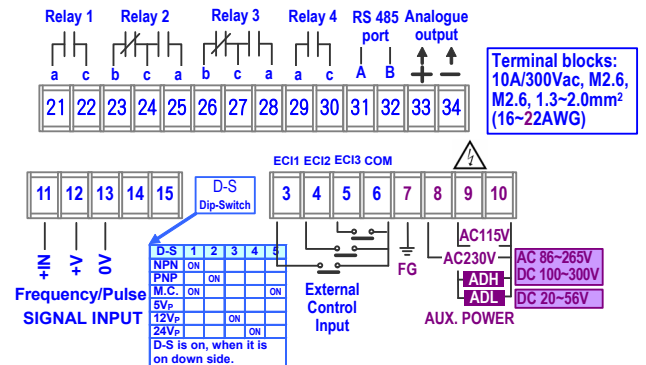 Relay 1 Relay 2 Relay 3 Relay 4 RS 485 port Analogue output
a c b c a b c a a c A B + −
21 22 23 24 25 26 27 28 29 30 31 32 33 34
Terminal blocks:
10A/300Vac, M2.6,
M2.6, 1.3~2.0mm²
(16~22AWG)
ECI1 ECI2 ECI3 COM
11 12 13 14 15
D-S
Dip-Switch
3 4 5 6 7 8 9 10
+IN +V 0V
Frequency/Pulse
SIGNAL INPUT
D-S 1 2 3 4 5
NPN ON
PNP ON
M.C. ON ON
5VP
12VP ON
24VP ON
D-S is on, when it is
on down side.
External
Control
Input
FG
AC115V
AC230V
ADH
ADL
AC 86~265V
DC 100~300V
DC 20~56V
AUX. POWER